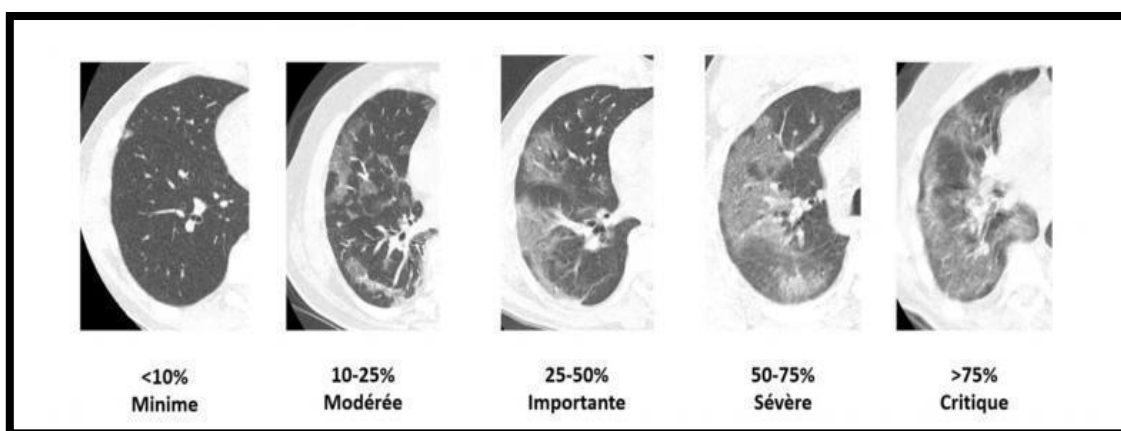 <10%
Minime
10-25%
Modérée
25-50%
Importante
50-75%
Sévère
>75%
Critique